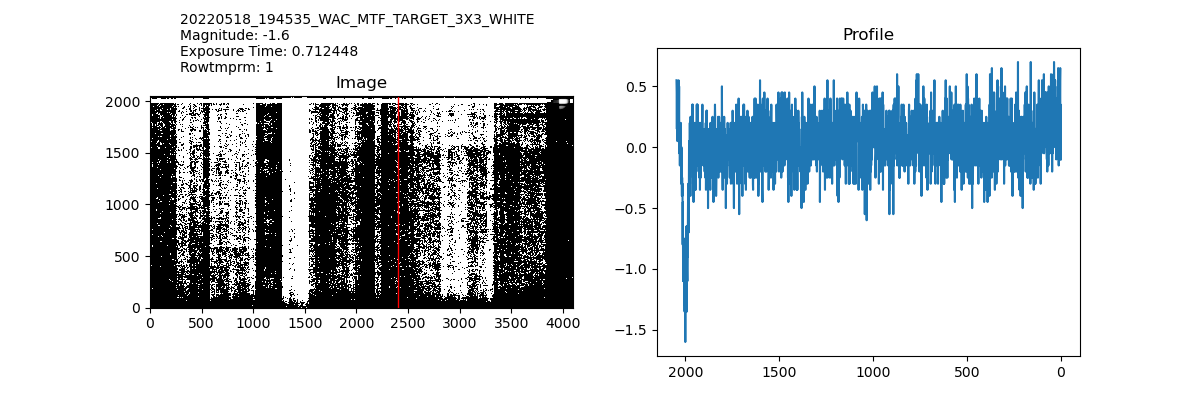 20220518_194535_WAC_MTF_TARGET_3X3_WHITE
Magnitude: -1.6
Exposure Time: 0.712448
Rowtmprm: 1
Image
2000
1500
1000
500
0
0 500 1000 1500 2000 2500 3000 3500 4000
Profile
0.5
0.0
−0.5
−1.0
−1.5
2000 1500 1000 500 0